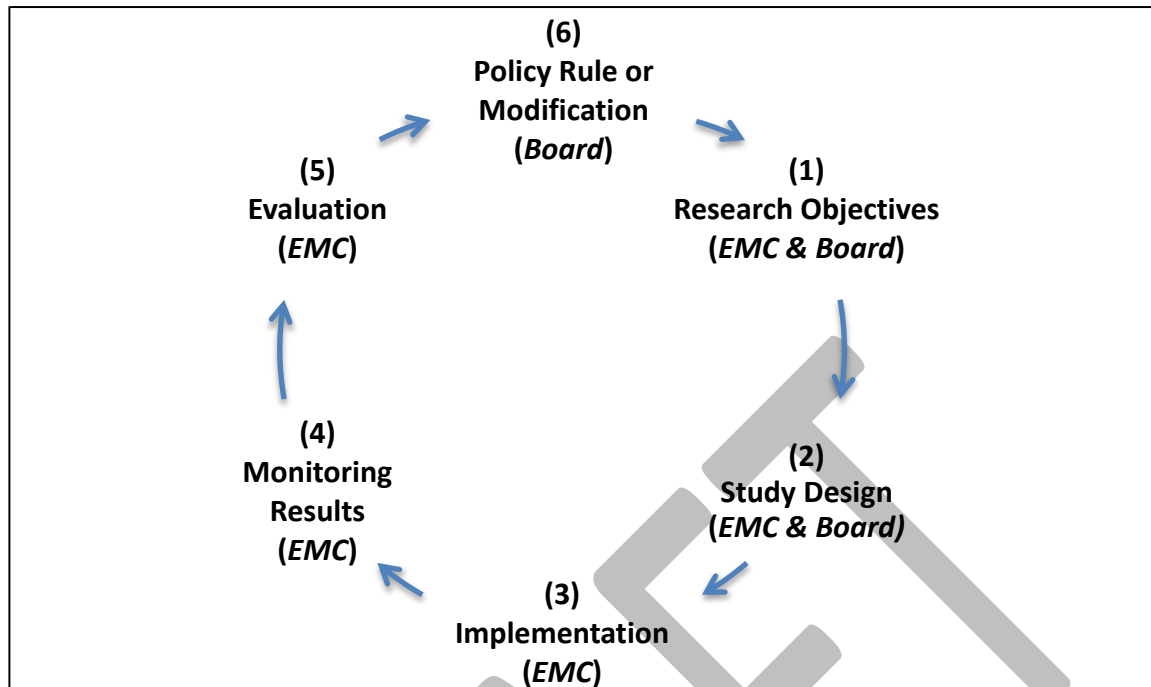 (6)
Policy Rule or
Modification
(Board)
(1)
Research Objectives
(EMC & Board)
(2)
Study Design
(EMC & Board)
(3)
Implementation
(EMC)
(4)
Monitoring
Results
(EMC)
(5)
Evaluation
(EMC)